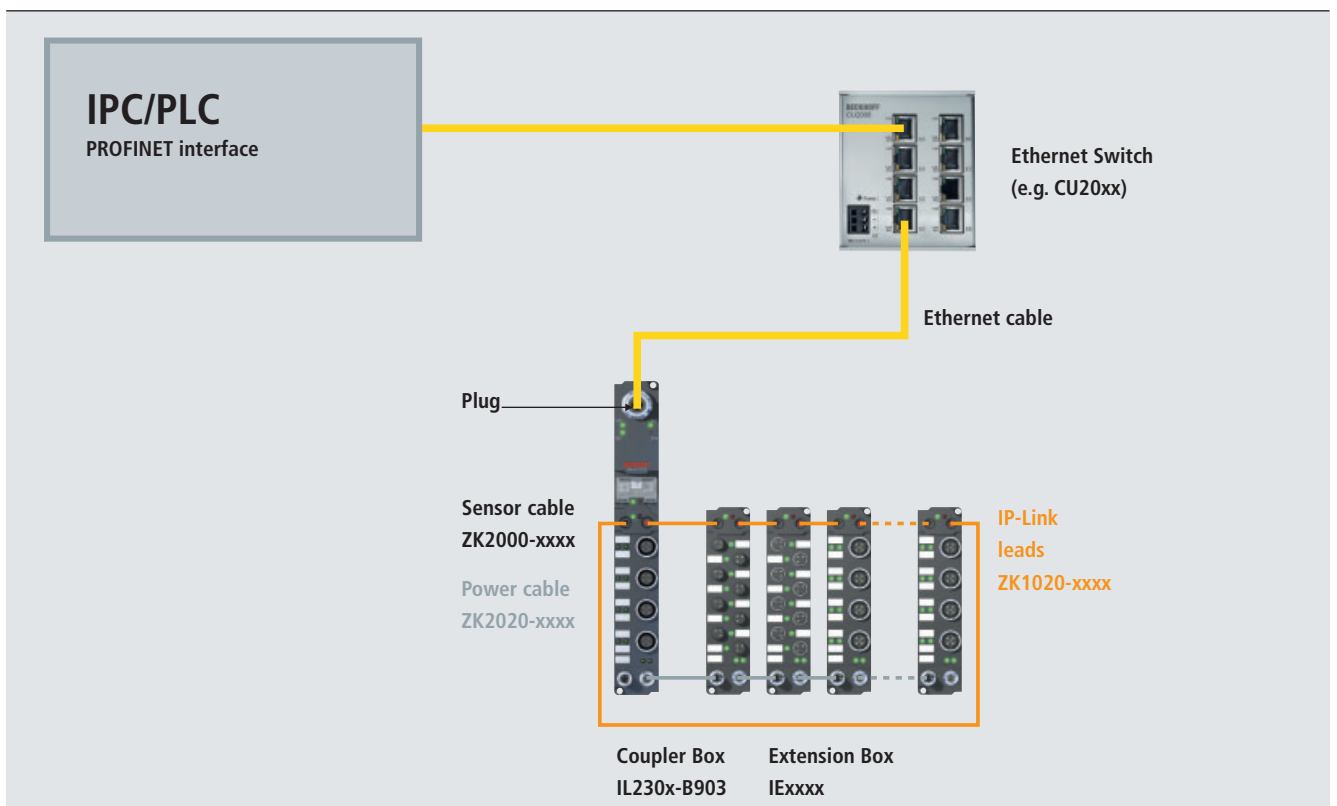 IPC/PLC
PROFINET interface
BECKHOFF
Ethernet Switch
(e.g. CU20xx)
Ethernet cable
Plug
Sensor cable
ZK2000-xxxx
Power cable
ZK2020-xxxx
IP-Link
leads
ZK1020-xxxx
Coupler Box
IL230x-B903
Extension Box
IExxxx